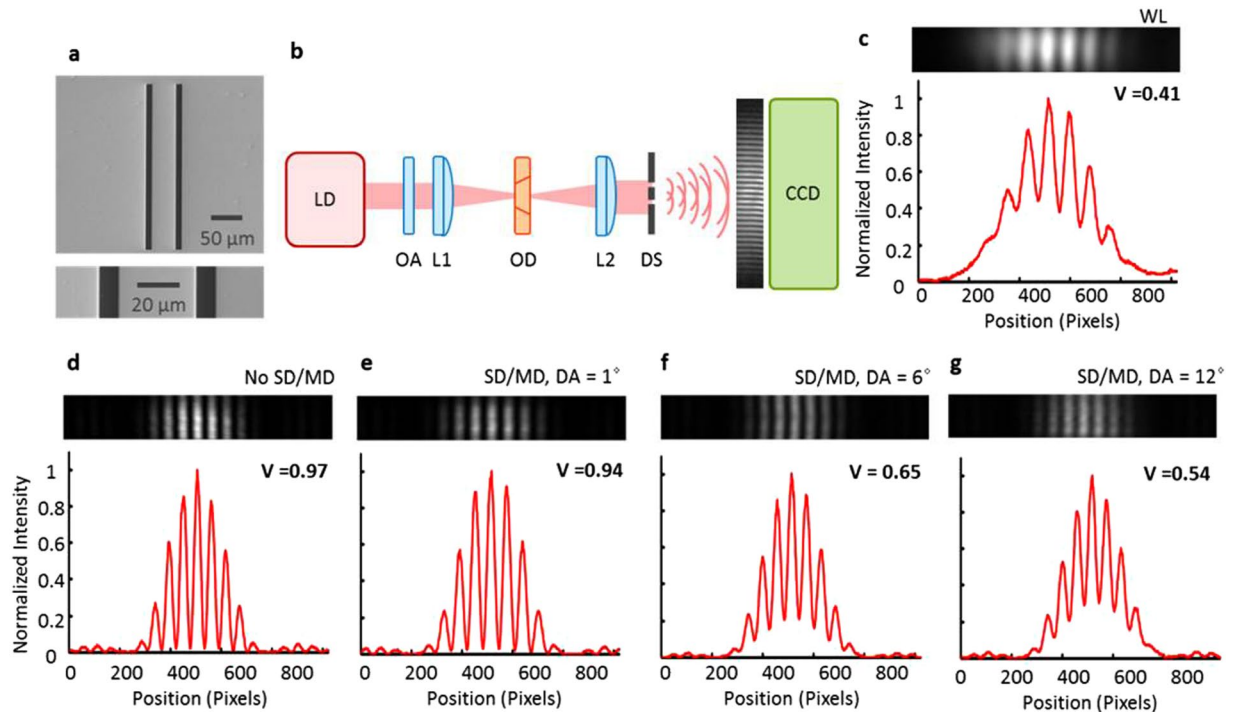 a
50 µm
20 µm
b
LD
OA L1
OD
L2
DS
CCD
c
WL
V =0.41
Normalized Intensity
1
0.8
0.6
0.4
0.2
0
0 200 400 600 800
Position (Pixels)
d
No SD/MD
V =0.97
Normalized Intensity
1
0.8
0.6
0.4
0.2
0
0 200 400 600 800
Position (Pixels)
e
SD/MD, DA = 1°
V =0.94
0 200 400 600 800
Position (Pixels)
f
SD/MD, DA = 6°
V = 0.65
0 200 400 600 800
Position (Pixels)
g
SD/MD, DA = 12°
V =0.54
0 200 400 600 800
Position (Pixels)